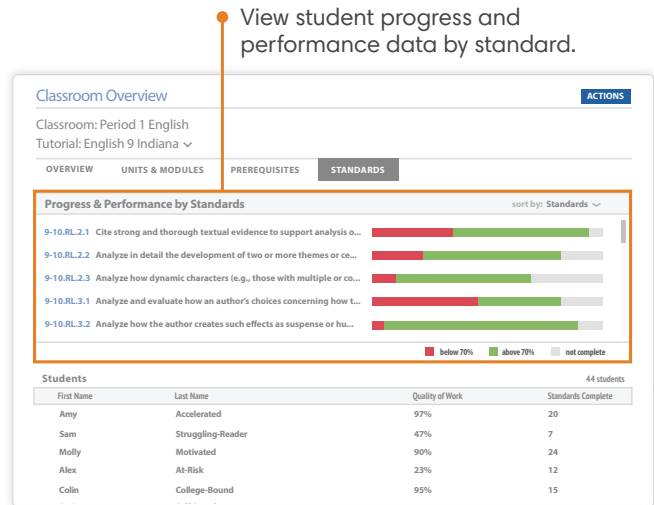 View student progress and
performance data by standard.
Classroom Overview
ACTIONS
Classroom: Period 1 English
Tutorial: English 9 Indiana
OVERVIEW UNITS & MODULES PREREQUISITES STANDARDS
Progress & Performance by Standards sort by: Standards
9-10.RL.2.1 Cite strong and thorough textual evidence to support analysis o...
9-10.RL.2.2 Analyze in detail the development of two or more themes or ce...
9-10.RL.2.3 Analyze how dynamic characters (e.g., those with multiple or co...
9-10.RL.3.1 Analyze and evaluate how an author's choices concerning how t...
9-10.RL.3.2 Analyze how the author creates such effects as suspense or hu...
below 70% above 70% not complete
Students 44 students
First Name Last Name Quality of Work Standards Complete
Amy Accelerated 97% 20
Sam Struggling-Reader 47% 7
Molly Motivated 90% 24
Alex At-Risk 23% 12
Colin College-Bound 95% 15